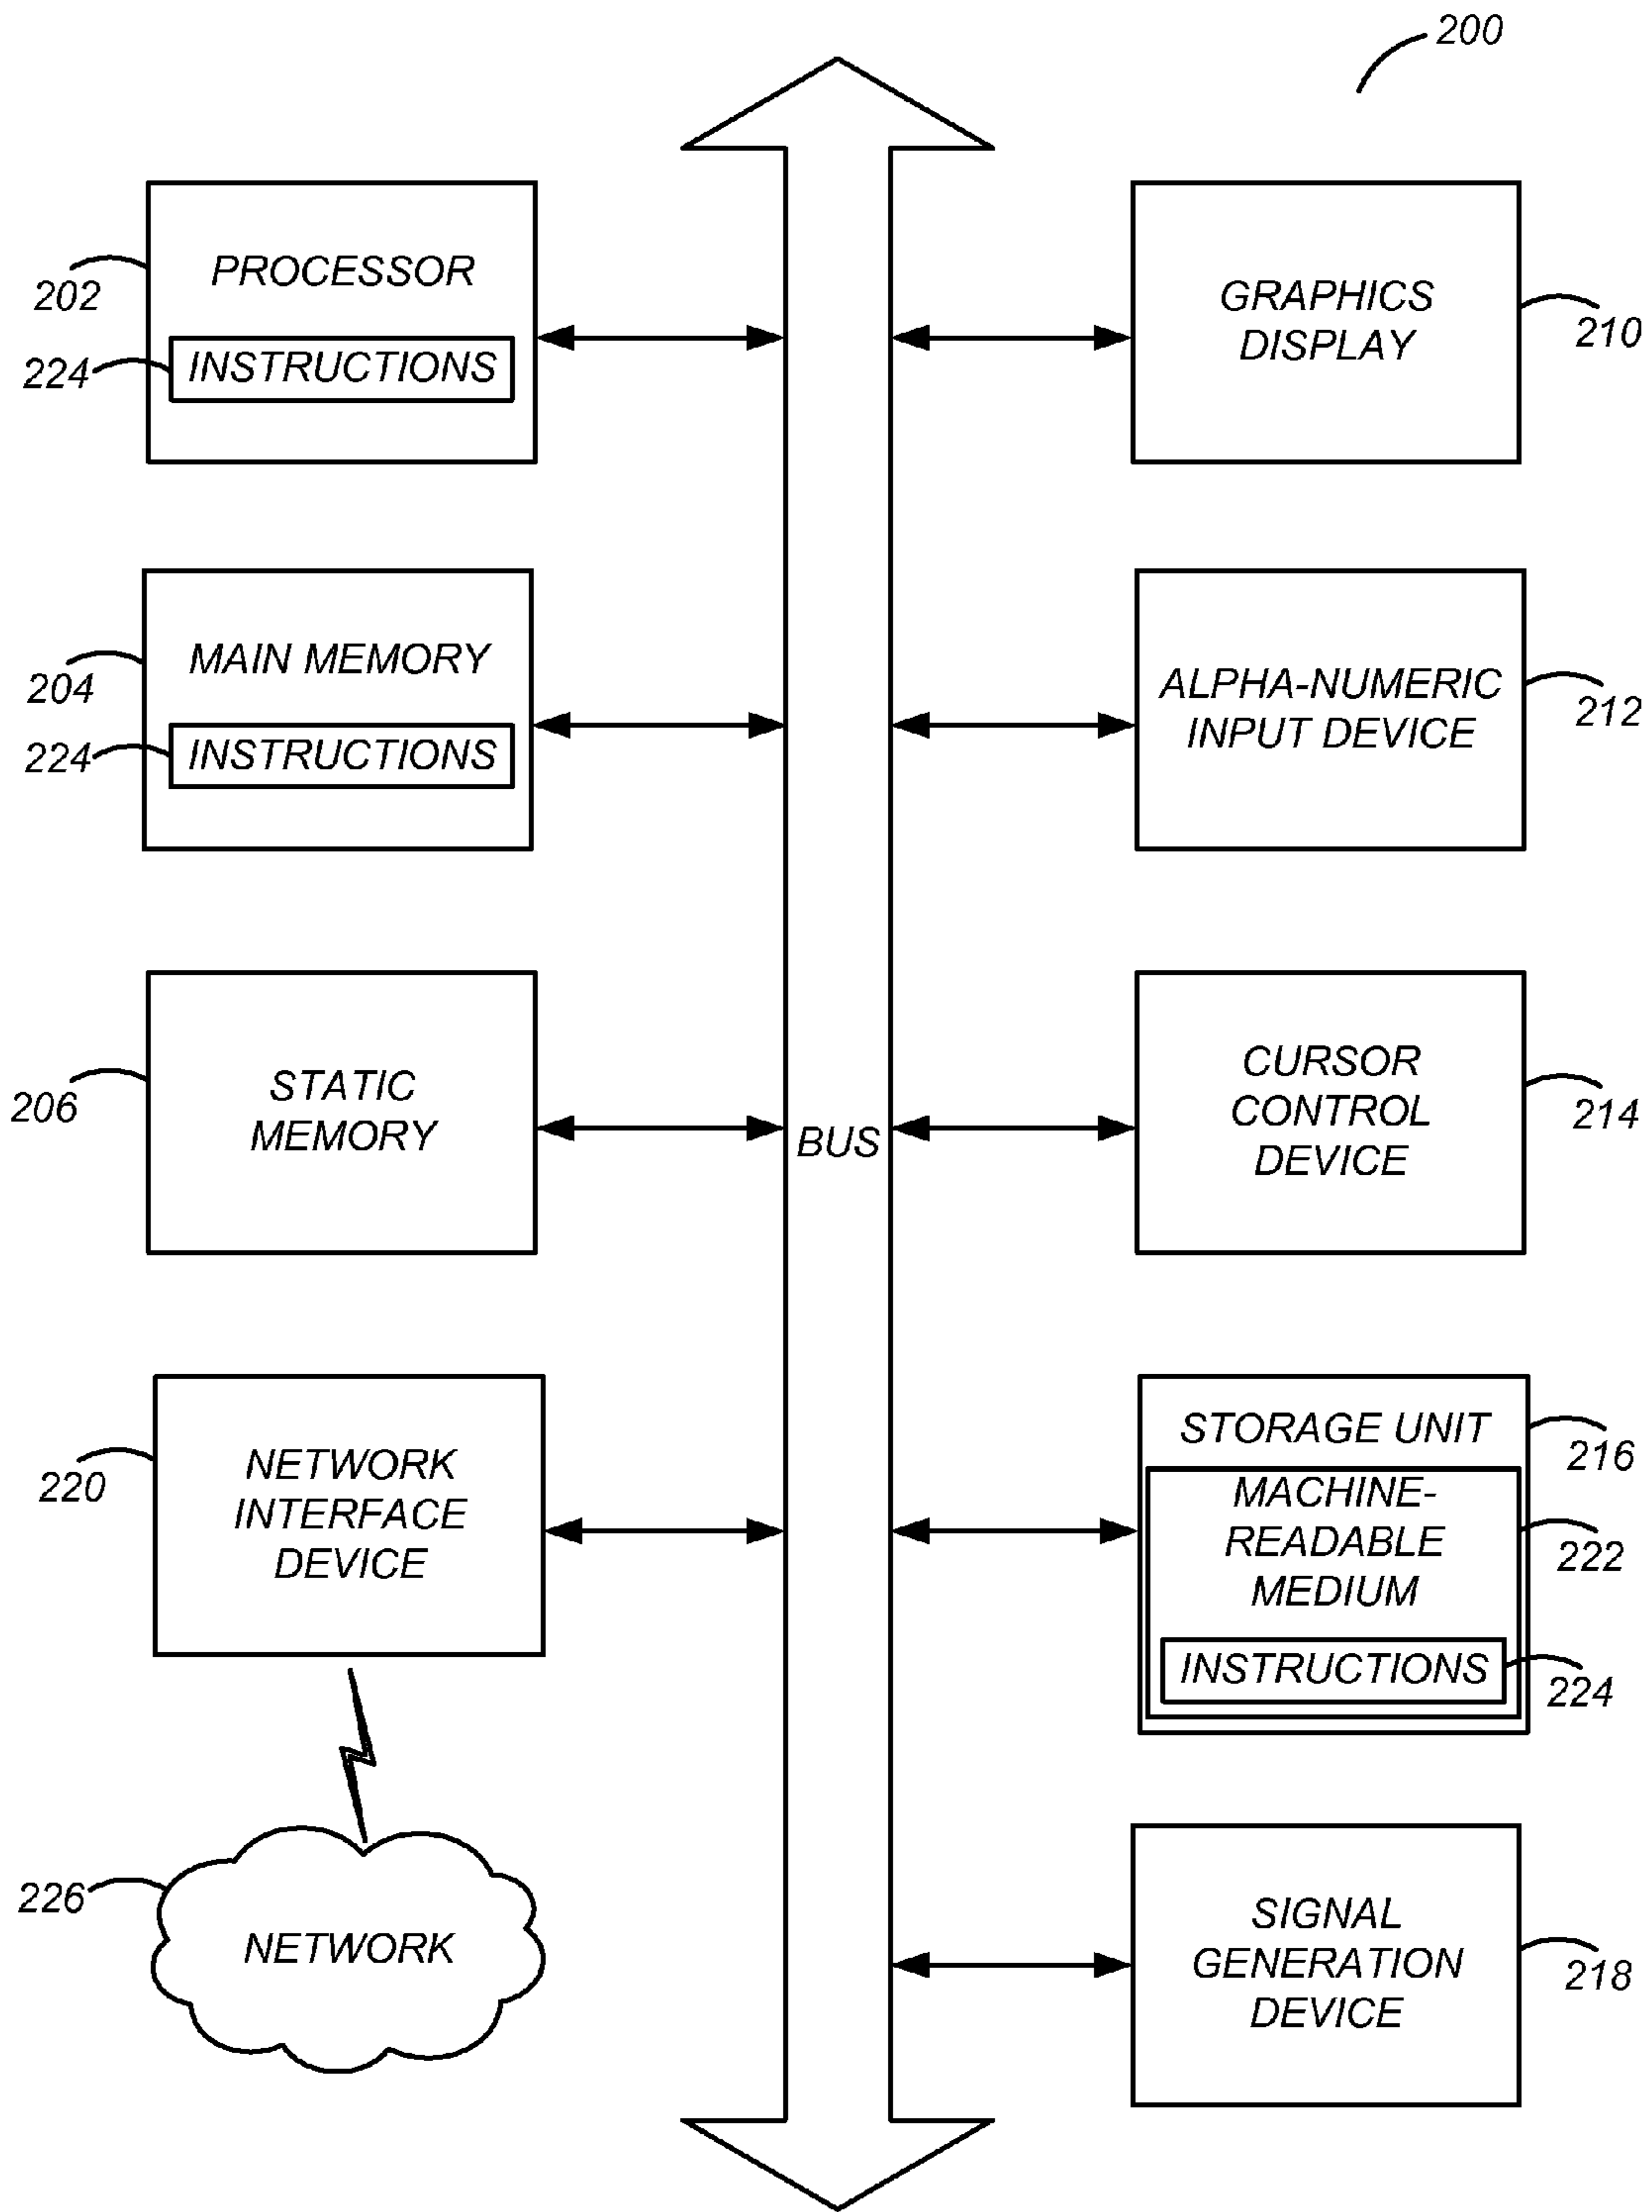 200
PROCESSOR
202
INSTRUCTIONS
224
MAIN MEMORY
204
INSTRUCTIONS
224
STATIC
MEMORY
206
NETWORK
INTERFACE
DEVICE
220
NETWORK
226
BUS
GRAPHICS
DISPLAY
210
ALPHA-NUMERIC
INPUT DEVICE
212
CURSOR
CONTROL
DEVICE
214
STORAGE UNIT
216
MACHINE-
READABLE
MEDIUM
222
INSTRUCTIONS
224
SIGNAL
GENERATION
DEVICE
218